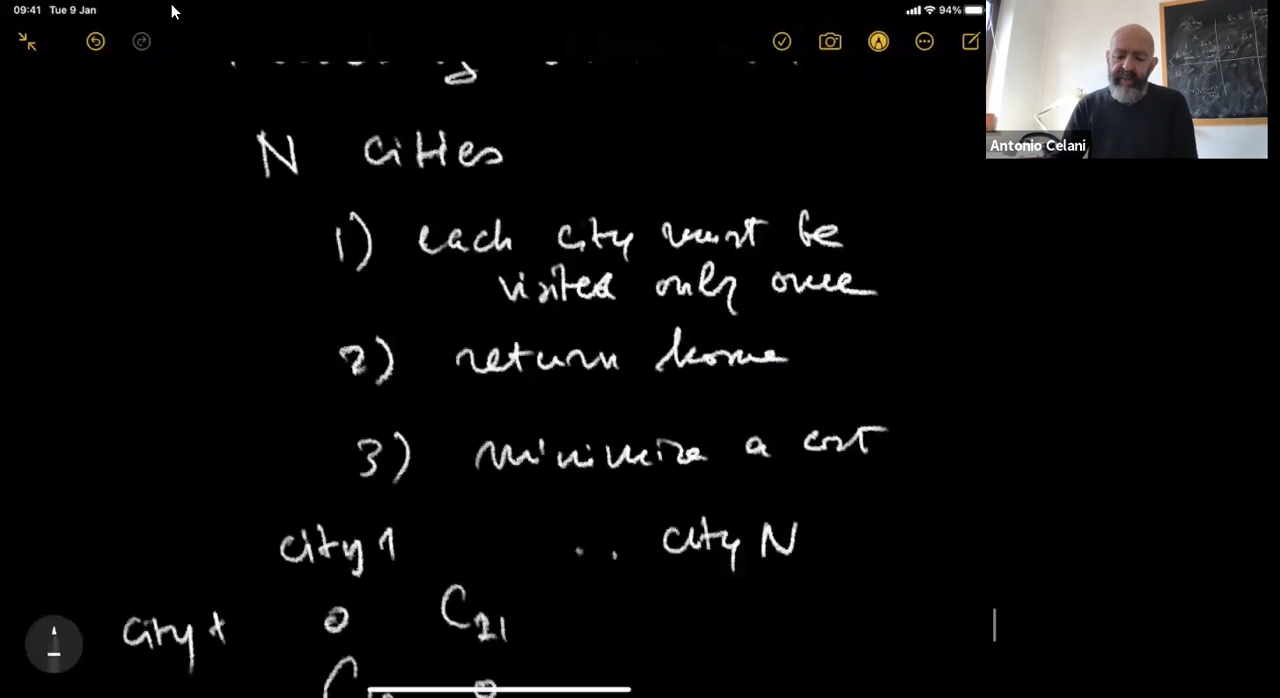 09:41 Tue 9 Jan
94%
Antonio Celani
N cities
1) each city must be
visited only once
2) return home
3) minimize a cost
city 1 .. city N
city 1 0 C21
C 0